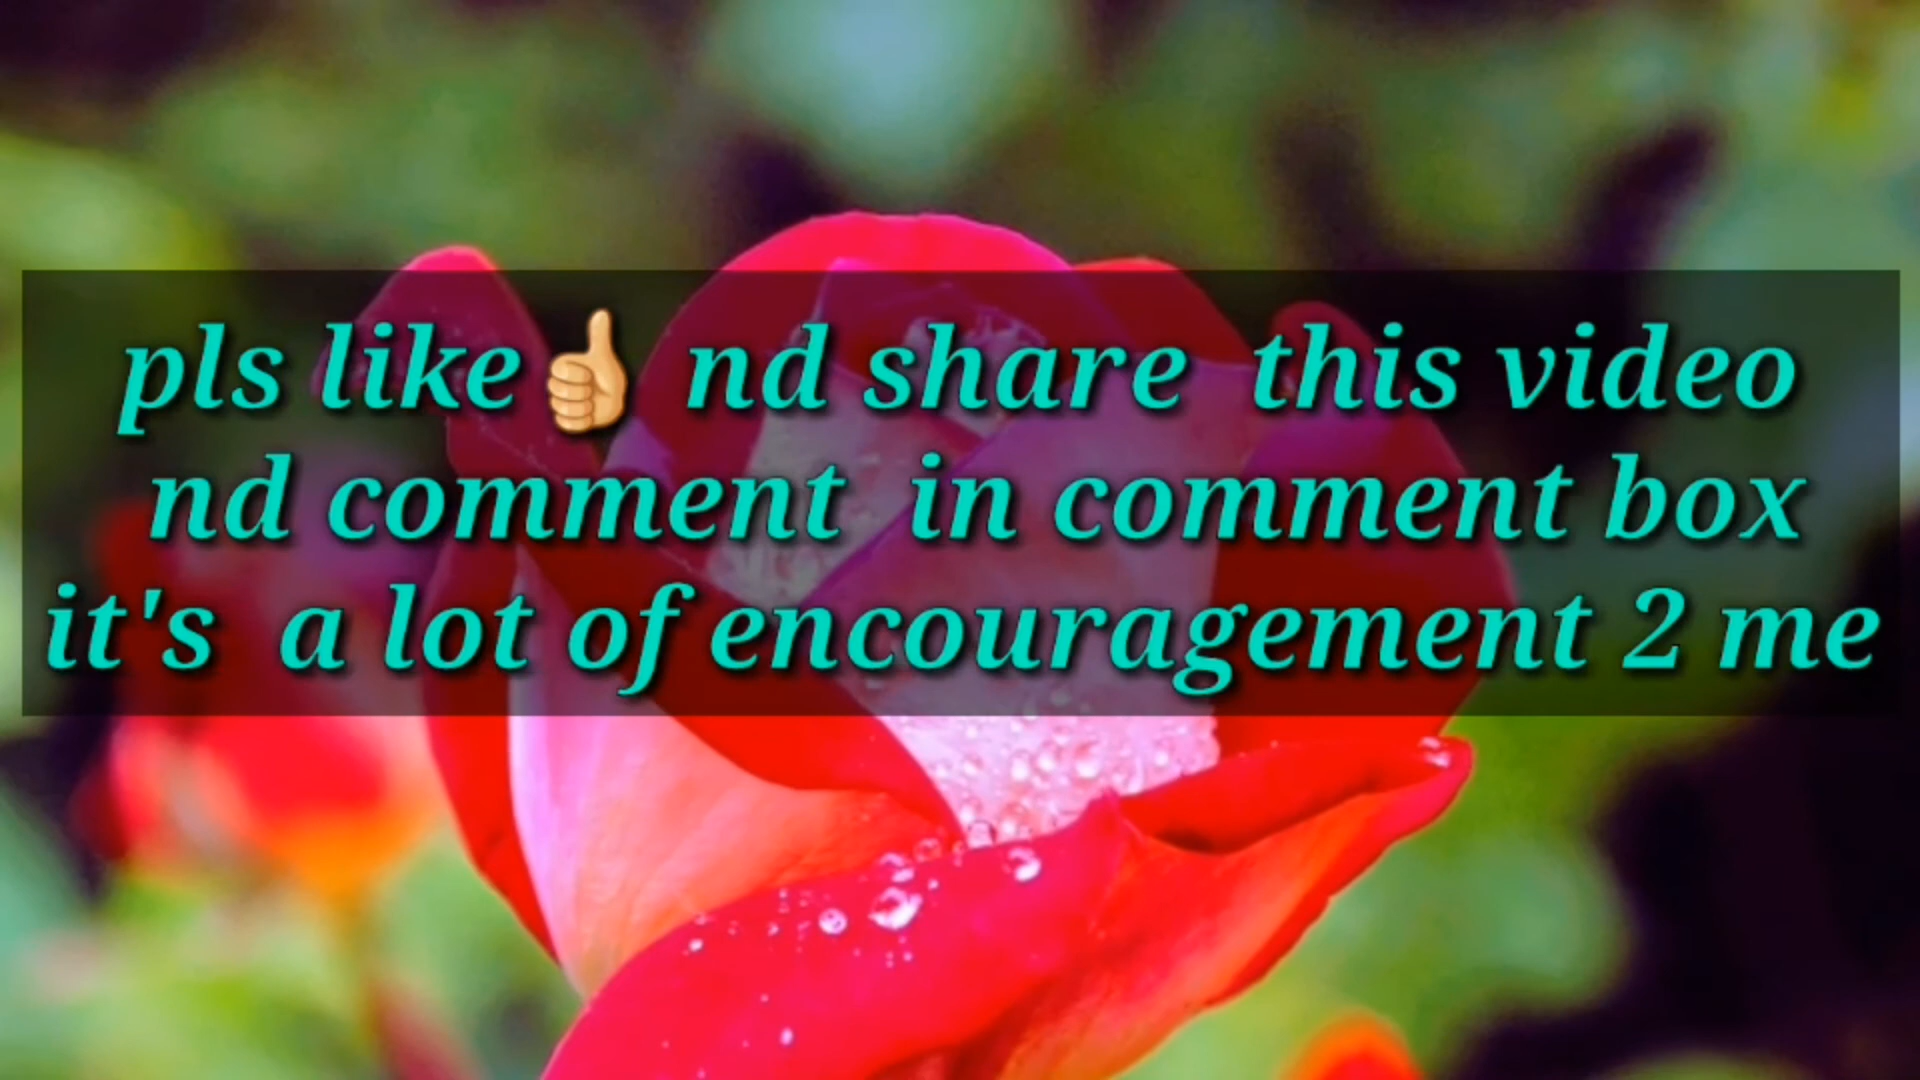 pls like👍 nd share this video
nd comment in comment box
it's a lot of encouragement 2 me